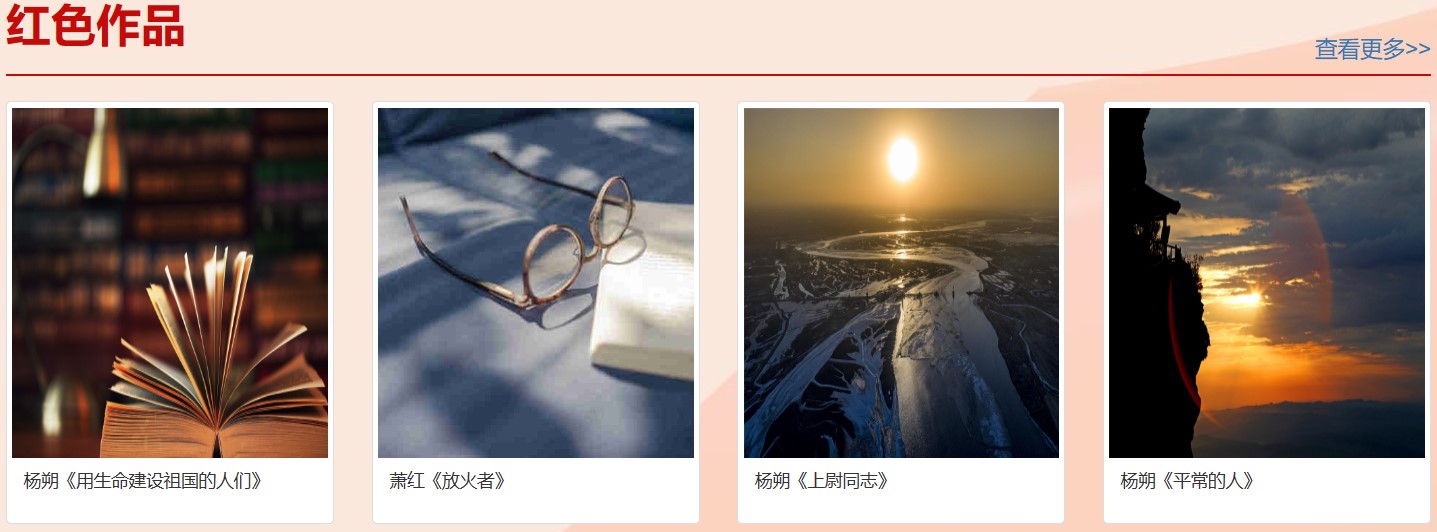 红色作品
查看更多>>
杨朔《用生命建设祖国的人们》
萧红《放火者》
杨朔《上尉同志》
杨朔《平常的人》